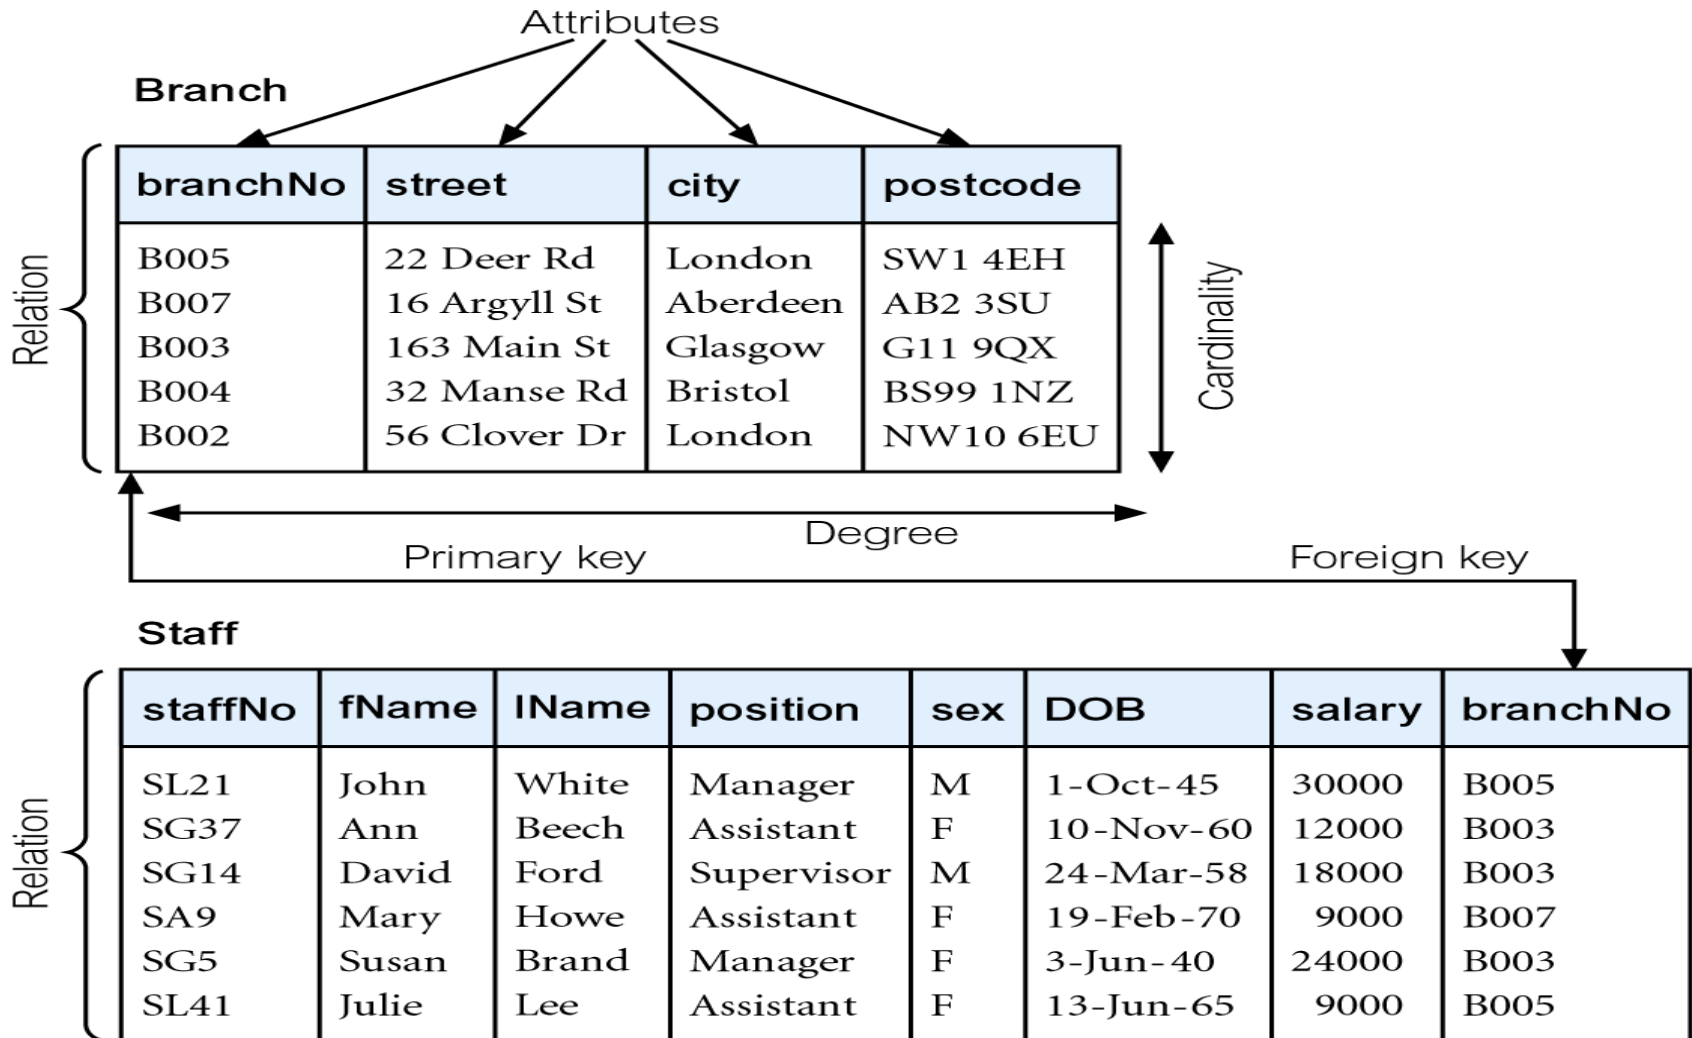 Attributes
Branch
branchNo street city postcode
B005 22 Deer Rd London SW1 4EH
B007 16 Argyll St Aberdeen AB2 3SU
B003 163 Main St Glasgow G11 9QX
B004 32 Manse Rd Bristol BS99 1NZ
B002 56 Clover Dr London NW10 6EU
Relation
Cardinality
Degree
Primary key
Foreign key
Staff
staffNo fName lName position sex DOB salary branchNo
SL21 John White Manager M 1-Oct-45 30000 B005
SG37 Ann Beech Assistant F 10-Nov-60 12000 B003
SG14 David Ford Supervisor M 24-Mar-58 18000 B003
SA9 Mary Howe Assistant F 19-Feb-70 9000 B007
SG5 Susan Brand Manager F 3-Jun-40 24000 B003
SL41 Julie Lee Assistant F 13-Jun-65 9000 B005
Relation